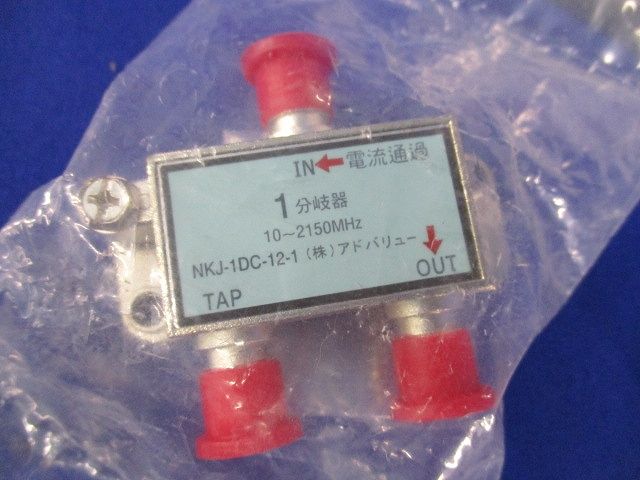 IN←電流通過
1分岐器
10〜2150MHz
NKJ-1DC-12-1(株)アドバリュー
TAP OUT